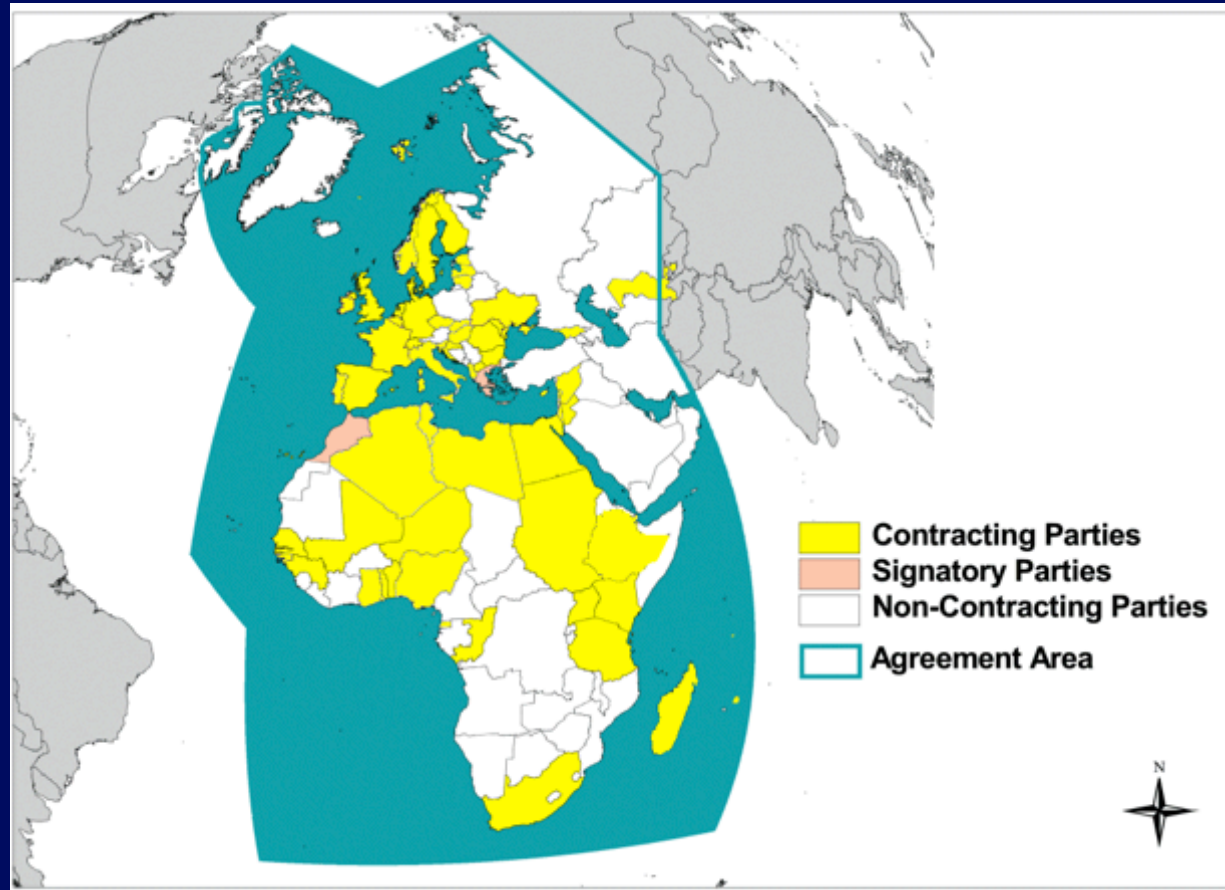 Contracting Parties
Signatory Parties
Non-Contracting Parties
Agreement Area
N